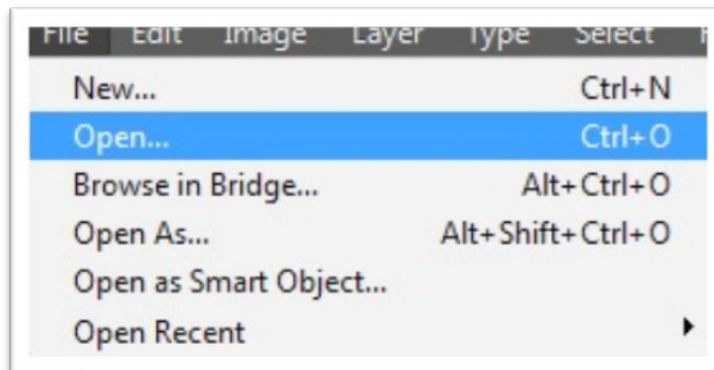 File Edit Image Layer Type Select
New... Ctrl+N
Open... Ctrl+O
Browse in Bridge... Alt+Ctrl+O
Open As... Alt+Shift+Ctrl+O
Open as Smart Object...
Open Recent